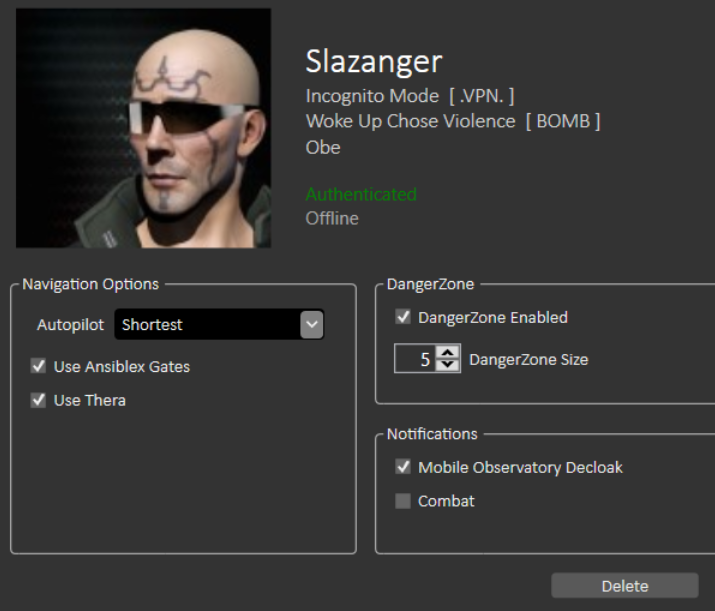 Slazanger
Incognito Mode [ .VPN. ]
Woke Up Chose Violence [ BOMB ]
Obe
Authenticated
Offline
Navigation Options
Autopilot Shortest
Use Ansiblex Gates
Use Thera
DangerZone
DangerZone Enabled
5 DangerZone Size
Notifications
Mobile Observatory Decloak
Combat
Delete